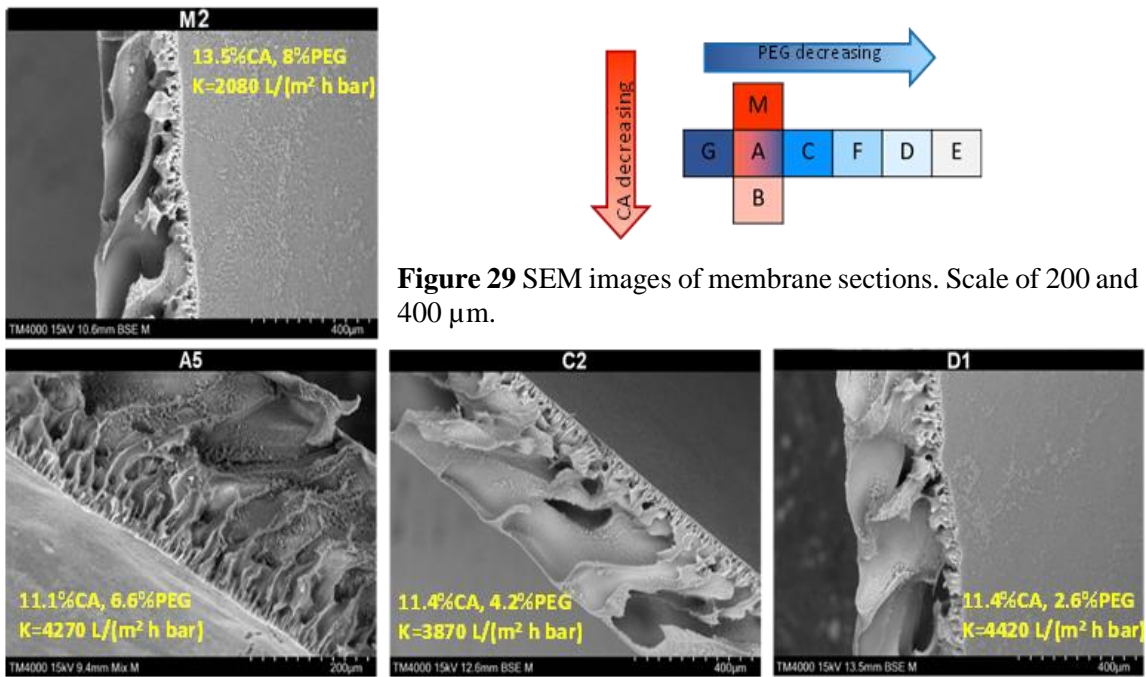 M2
13.5%CA, 8%PEG
K=2080 L/(m² h bar)
TM4000 15kV 10.6mm BSE M 400µm
PEG decreasing
CA decreasing
M
G A C F D E
B
Figure 29 SEM images of membrane sections. Scale of 200 and
400 µm.
A5
11.1%CA, 6.6%PEG
K=4270 L/(m² h bar)
TM4000 15kV 9.4mm Mix M 200µm
C2
11.4%CA, 4.2%PEG
K=3870 L/(m² h bar)
TM4000 15kV 12.6mm BSE M 400µm
D1
11.4%CA, 2.6%PEG
K=4420 L/(m² h bar)
TM4000 15kV 13.5mm BSE M 400µm